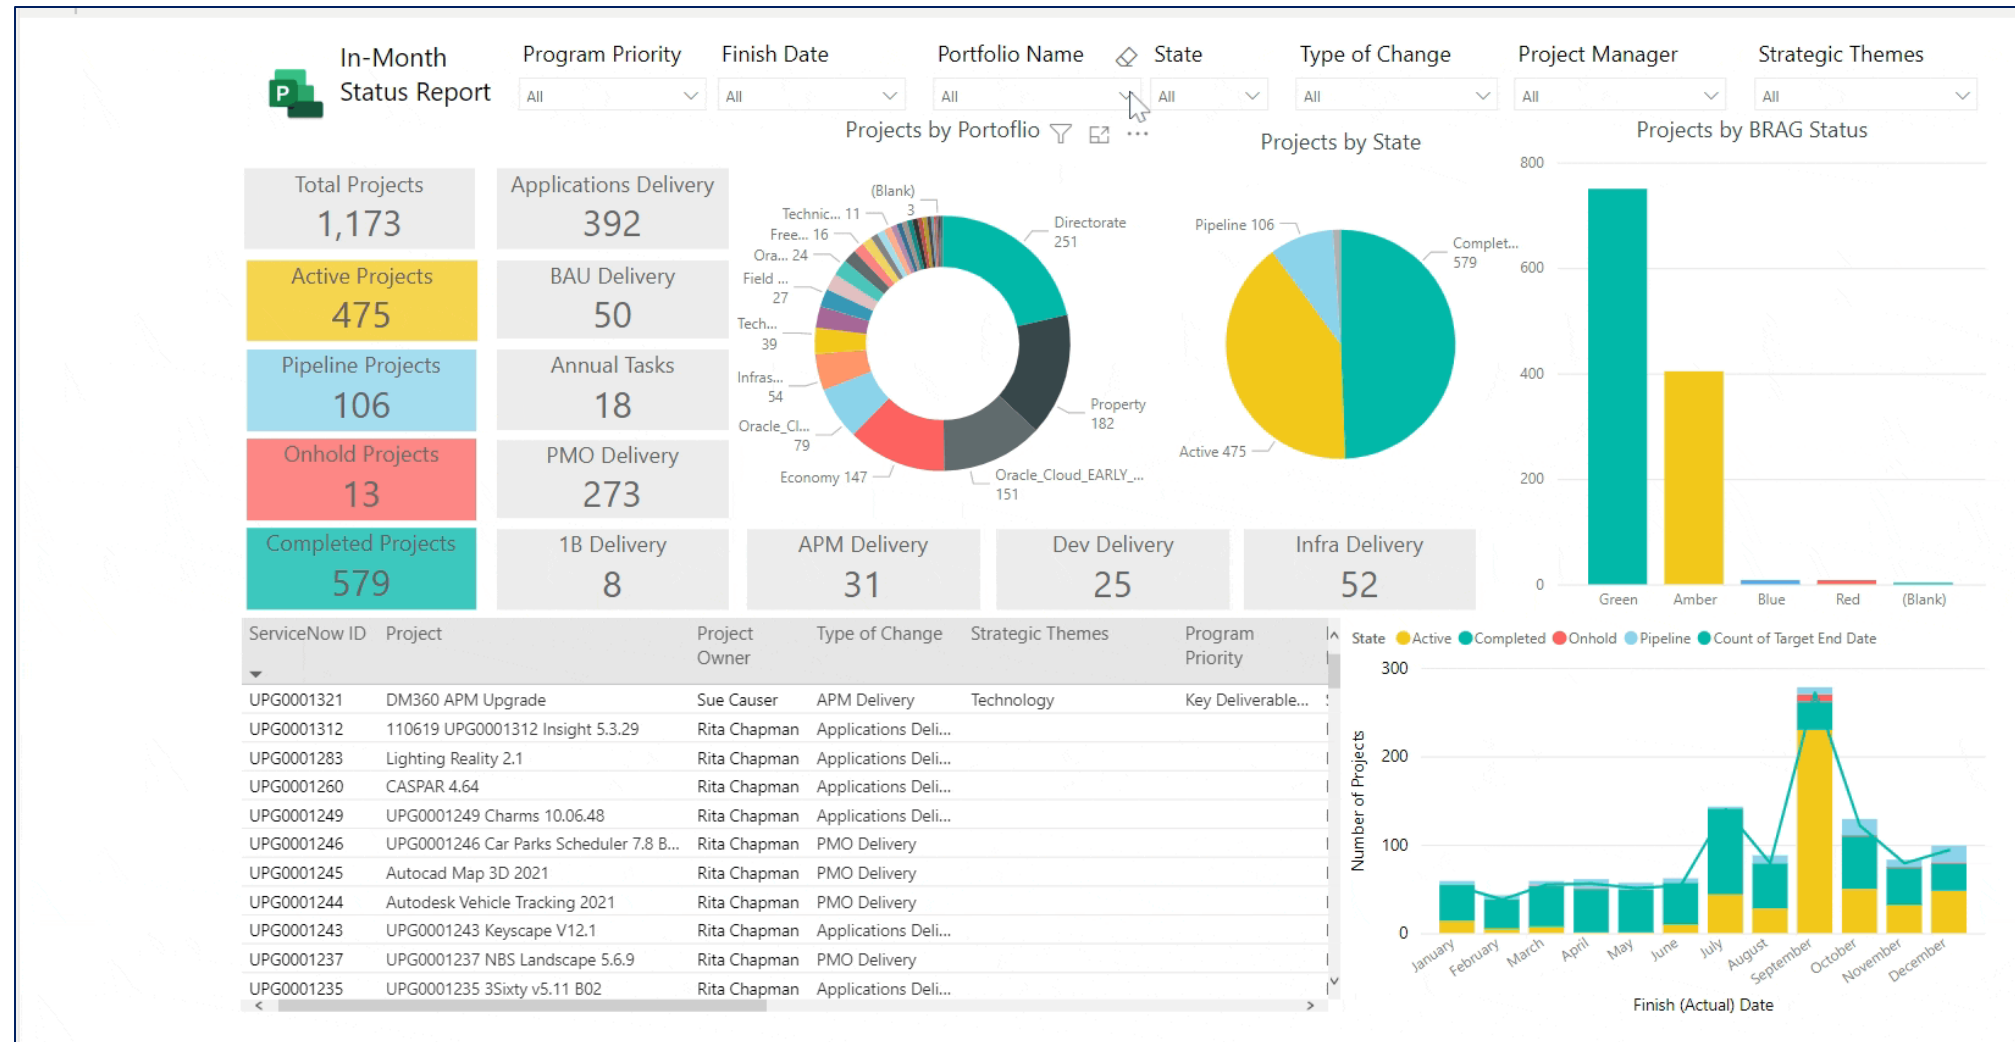 In-Month
Status Report
Program Priority
All
Finish Date
All
Portfolio Name
All
State
All
Type of Change
All
Project Manager
All
Strategic Themes
All
P
Total Projects
1,173
Active Projects
475
Pipeline Projects
106
Onhold Projects
13
Completed Projects
579
Applications Delivery
392
BAU Delivery
50
Annual Tasks
18
PMO Delivery
273
1B Delivery
8
APM Delivery
31
Dev Delivery
25
Infra Delivery
52
Projects by Portoflio
(Blank)
3
Technic... 11
Free... 16
Ora... 24
Field ...
27
Tech...
39
Infras...
54
Oracle_Cl...
79
Economy 147
Oracle_Cloud_EARLY_...
151
Property
182
Directorate
251
Projects by State
Pipeline 106
Complet...
579
Active 475
Projects by BRAG Status
800
600
400
200
0
Green Amber Blue Red (Blank)
ServiceNow ID Project Project Owner Type of Change Strategic Themes Program Priority
UPG0001321 DM360 APM Upgrade Sue Causer APM Delivery Technology Key Deliverable...
UPG0001312 110619 UPG0001312 Insight 5.3.29 Rita Chapman Applications Deli...
UPG0001283 Lighting Reality 2.1 Rita Chapman Applications Deli...
UPG0001260 CASPAR 4.64 Rita Chapman Applications Deli...
UPG0001249 UPG0001249 Charms 10.06.48 Rita Chapman Applications Deli...
UPG0001246 UPG0001246 Car Parks Scheduler 7.8 B... Rita Chapman PMO Delivery
UPG0001245 Autocad Map 3D 2021 Rita Chapman PMO Delivery
UPG0001244 Autodesk Vehicle Tracking 2021 Rita Chapman PMO Delivery
UPG0001243 UPG0001243 Keyscape V12.1 Rita Chapman Applications Deli...
UPG0001237 UPG0001237 NBS Landscape 5.6.9 Rita Chapman PMO Delivery
UPG0001235 UPG0001235 3Sixty v5.11 B02 Rita Chapman Applications Deli...
State Active Completed Onhold Pipeline Count of Target End Date
300
200
100
0
Number of Projects
January February March April May June July August September October November December
Finish (Actual) Date